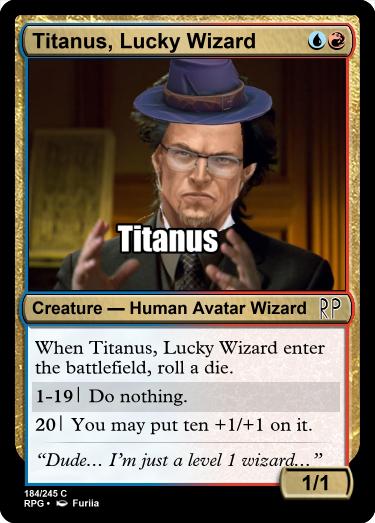 Titanus, Lucky Wizard
Titanus
Creature — Human Avatar Wizard RP
When Titanus, Lucky Wizard enter
the battlefield, roll a die.
1-19| Do nothing.
20| You may put ten +1/+1 on it.
“Dude… I’m just a level 1 wizard…”
1/1
184/245 C
RPG • Furiia